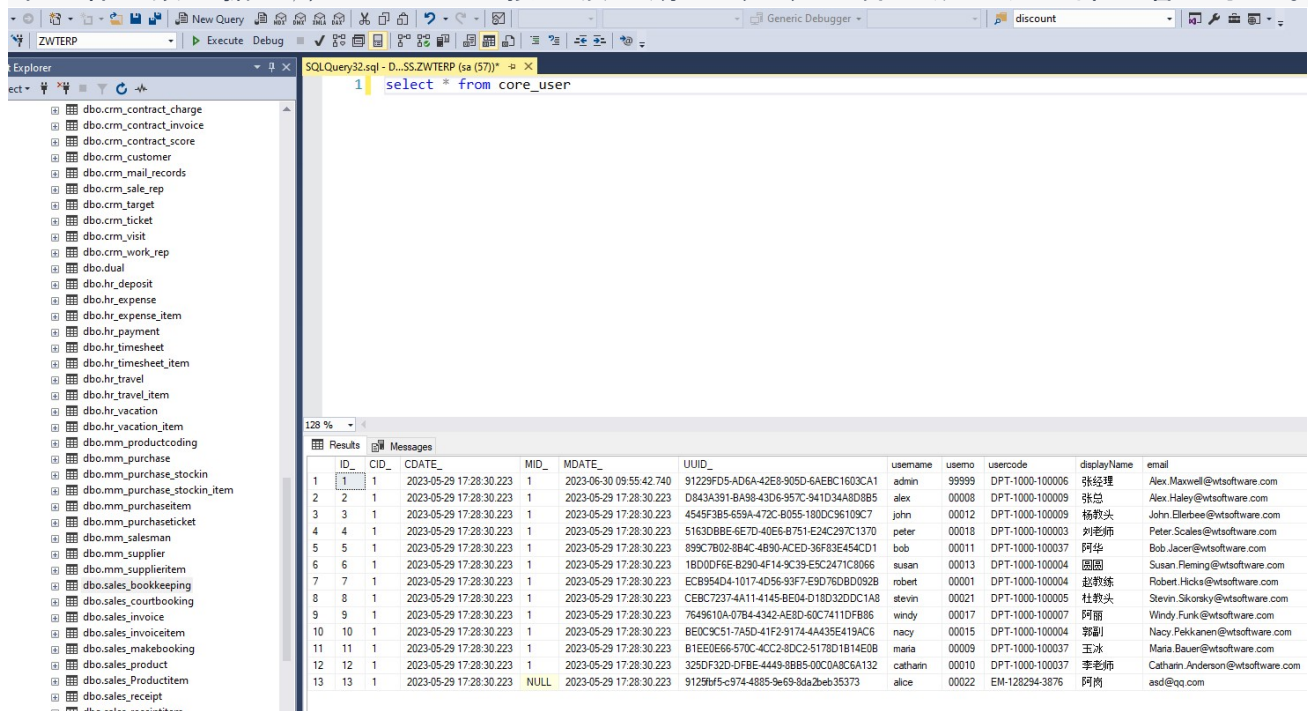 New Query
Generic Debugger
discount
ZWTERP
Execute Debug
SQLQuery32.sql - D...SS.ZWTERP (sa (57))*
1 select * from core_user
dbo.crm_contract_charge
dbo.crm_contract_invoice
dbo.crm_contract_score
dbo.crm_customer
dbo.crm_mail_records
dbo.crm_sale_rep
dbo.crm_target
dbo.crm_ticket
dbo.crm_visit
dbo.crm_work_rep
dbo.dual
dbo.hr_deposit
dbo.hr_expense
dbo.hr_expense_item
dbo.hr_payment
dbo.hr_timesheet
dbo.hr_timesheet_item
dbo.hr_travel
dbo.hr_travel_item
dbo.hr_vacation
dbo.hr_vacation_item
dbo.mm_productcoding
dbo.mm_purchase
dbo.mm_purchase_stockin
dbo.mm_purchase_stockin_item
dbo.mm_purchaseitem
dbo.mm_purchaseticket
dbo.mm_salesman
dbo.mm_supplier
dbo.mm_supplieritem
dbo.sales_bookkeeping
dbo.sales_courtbooking
dbo.sales_invoice
dbo.sales_invoiceitem
dbo.sales_makebooking
dbo.sales_product
dbo.sales_Productitem
dbo.sales_receipt
128 %
Results Messages
ID_ CID_ CDATE_ MID_ MDATE_ UUID_ username userno usercode displayName email
1 1 1 2023-05-29 17:28:30.223 1 2023-06-30 09:55:42.740 91229FD5-AD6A-42E8-905D-6AEBC1603CA1 admin 99999 DPT-1000-100006 张经理 Alex.Maxwell@wtsoftware.com
2 2 1 2023-05-29 17:28:30.223 1 2023-05-29 17:28:30.223 D843A391-BA98-43D6-957C-941D34A8D8B5 alex 00008 DPT-1000-100009 张总 Alex.Haley@wtsoftware.com
3 3 1 2023-05-29 17:28:30.223 1 2023-05-29 17:28:30.223 4545F3B5-659A-472C-B055-180DC96109C7 john 00012 DPT-1000-100009 杨教头 John.Ellerbee@wtsoftware.com
4 4 1 2023-05-29 17:28:30.223 1 2023-05-29 17:28:30.223 5163DBBE-6E7D-40E6-B751-E24C297C1370 peter 00018 DPT-1000-100003 刘老师 Peter.Scales@wtsoftware.com
5 5 1 2023-05-29 17:28:30.223 1 2023-05-29 17:28:30.223 899C7B02-8B4C-4B90-ACED-36F83E454CD1 bob 00011 DPT-1000-100037 阿华 Bob.Jacer@wtsoftware.com
6 6 1 2023-05-29 17:28:30.223 1 2023-05-29 17:28:30.223 1BD0DF6E-B290-4F14-9C39-E5C2471C8066 susan 00013 DPT-1000-100004 圆圆 Susan.Fleming@wtsoftware.com
7 7 1 2023-05-29 17:28:30.223 1 2023-05-29 17:28:30.223 ECB954D4-1017-4D56-93F7-E9D76DBD092B robert 00001 DPT-1000-100004 赵教练 Robert.Hicks@wtsoftware.com
8 8 1 2023-05-29 17:28:30.223 1 2023-05-29 17:28:30.223 CEBC7237-4A11-4145-BE04-D18D32DDC1A8 stevin 00021 DPT-1000-100005 杜教头 Stevin.Sikorsky@wtsoftware.com
9 9 1 2023-05-29 17:28:30.223 1 2023-05-29 17:28:30.223 7649610A-07B4-4342-AE8D-60C7411DFB86 windy 00017 DPT-1000-100007 阿丽 Windy.Funk@wtsoftware.com
10 10 1 2023-05-29 17:28:30.223 1 2023-05-29 17:28:30.223 BE0C9C51-7A5D-41F2-9174-4A435E419AC6 nacy 00015 DPT-1000-100004 郭副 Nacy.Pekkanen@wtsoftware.com
11 11 1 2023-05-29 17:28:30.223 1 2023-05-29 17:28:30.223 B1EE0E66-570C-4CC2-8DC2-5178D1B14E0B maria 00009 DPT-1000-100037 玉冰 Maria.Bauer@wtsoftware.com
12 12 1 2023-05-29 17:28:30.223 1 2023-05-29 17:28:30.223 325DF32D-DFBE-4449-8BB5-00C0A8C6A132 catharin 00010 DPT-1000-100037 李老师 Catharin.Anderson@wtsoftware.com
13 13 1 2023-05-29 17:28:30.223 NULL 2023-05-29 17:28:30.223 9125fbf5-c974-4885-9e69-8da2beb35373 alice 00022 EM-128294-3876 阿岗 asd@qq.com